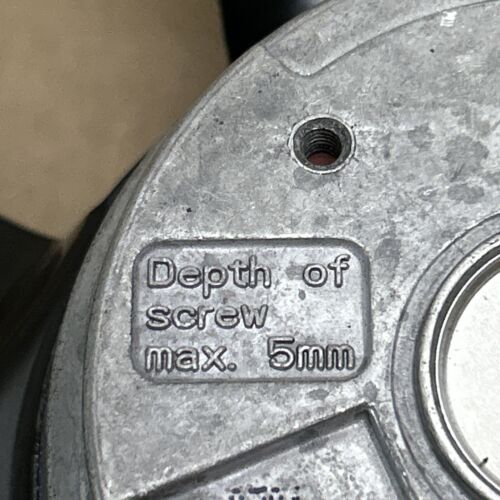 Depth of
screw
max. 5mm